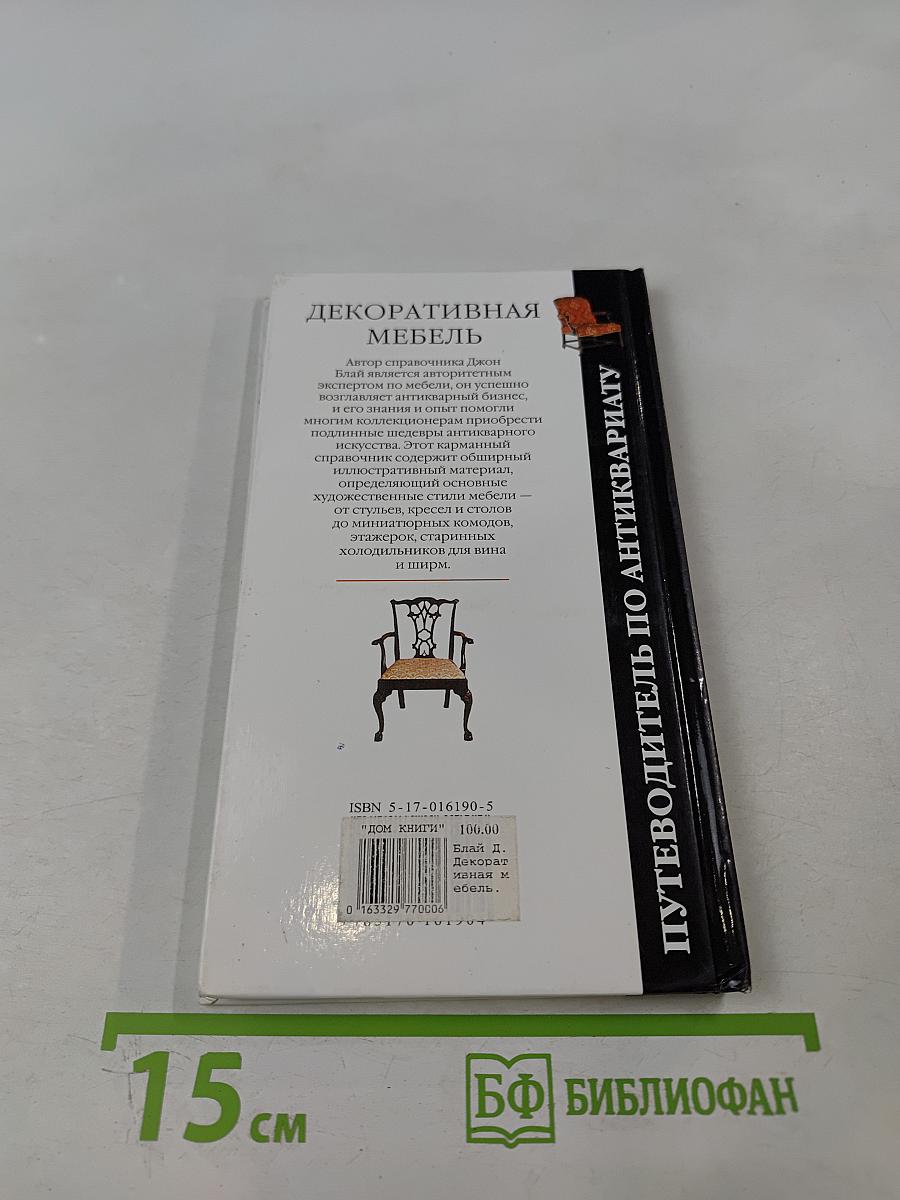 ДЕКОРАТИВНАЯ
МЕБЕЛЬ
Автор справочника Джон
Блай является авторитетным
экспертом по мебели, он успешно
возглавляет антикварный бизнес,
и его знания и опыт помогли
многим коллекционерам приобрести
подлинные шедевры антикварного
искусства. Этот карманный
справочник содержит обширный
иллюстративный материал,
определяющий основные
художественные стили мебели —
от стульев, кресел и столов
до миниатюрных комодов,
этажерок, старинных
холодильников для вина
и ширм.
ISBN 5-17-016190-5
"ДОМ КНИГИ" 100.00
Блай Д.
Декорат
ивная м
ебель.
0 163329 770006
ПУТЕВОДИТЕЛЬ ПО АНТИКВАРИАТУ
15 см
БФ БИБЛИОФАН